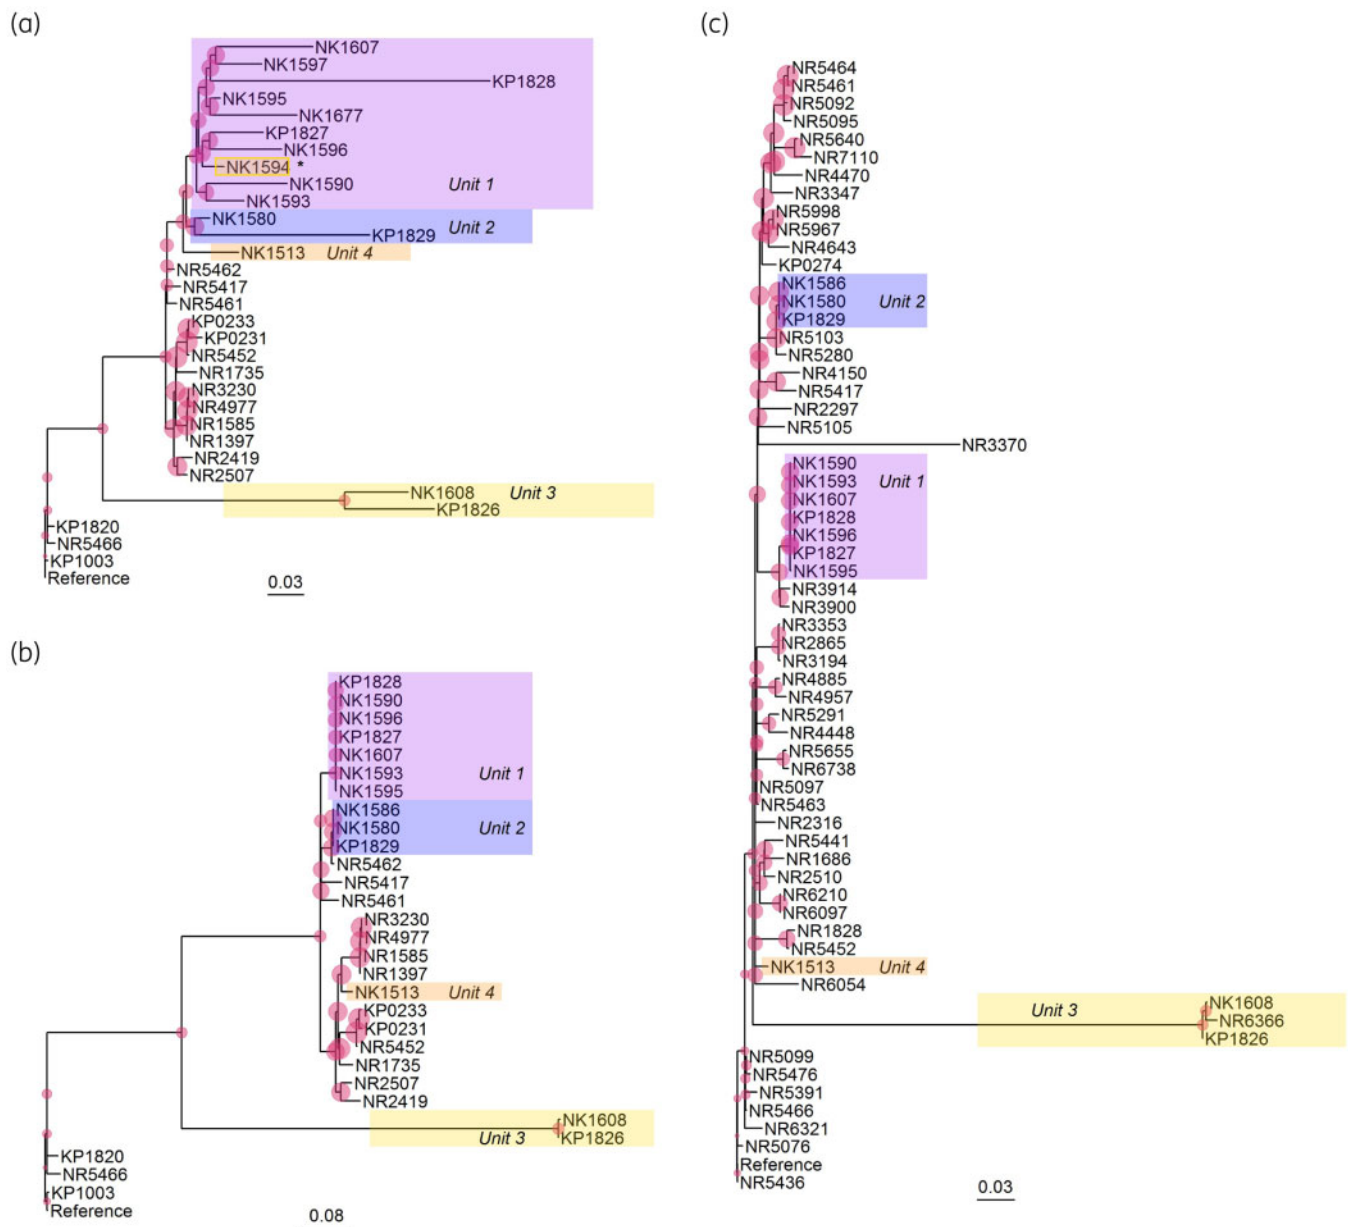 (a)
NK1607
NK1597
KP1828
NK1595
NK1677
KP1827
NK1596
NK1594 *
NK1590
Unit 1
NK1593
NK1580
Unit 2
KP1829
NK1513 Unit 4
NR5462
NR5417
NR5461
KP0233
KP0231
NR5452
NR1735
NR3230
NR4977
NR1585
NR1397
NR2419
NR2507
NK1608 Unit 3
KP1826
KP1820
NR5466
KP1003
Reference
0.03
(b)
KP1828
NK1590
NK1596
KP1827
NK1607
NK1593 Unit 1
NK1595
NK1586
NK1580 Unit 2
KP1829
NR5462
NR5417
NR5461
NR3230
NR4977
NR1585
NR1397
NK1513 Unit 4
KP0233
KP0231
NR5452
NR1735
NR2507
NR2419
NK1608
Unit 3 KP1826
KP1820
NR5466
KP1003
Reference
0.08
(c)
NR5464
NR5461
NR5092
NR5095
NR5640
NR7110
NR4470
NR3347
NR5998
NR5967
NR4643
KP0274
NK1586
NK1580 Unit 2
KP1829
NR5103
NR5280
NR4150
NR5417
NR2297
NR5105
NR3370
NK1590
NK1593 Unit 1
NK1607
KP1828
NK1596
KP1827
NK1595
NR3914
NR3900
NR3353
NR2865
NR3194
NR4885
NR4957
NR5291
NR4448
NR5655
NR6738
NR5097
NR5463
NR2316
NR5441
NR1686
NR2510
NR6210
NR6097
NR1828
NR5452
NK1513 Unit 4
NR6054
NK1608
Unit 3
NR6366
KP1826
NR5099
NR5476
NR5391
NR5466
NR6321
NR5076
Reference
NR5436
0.03